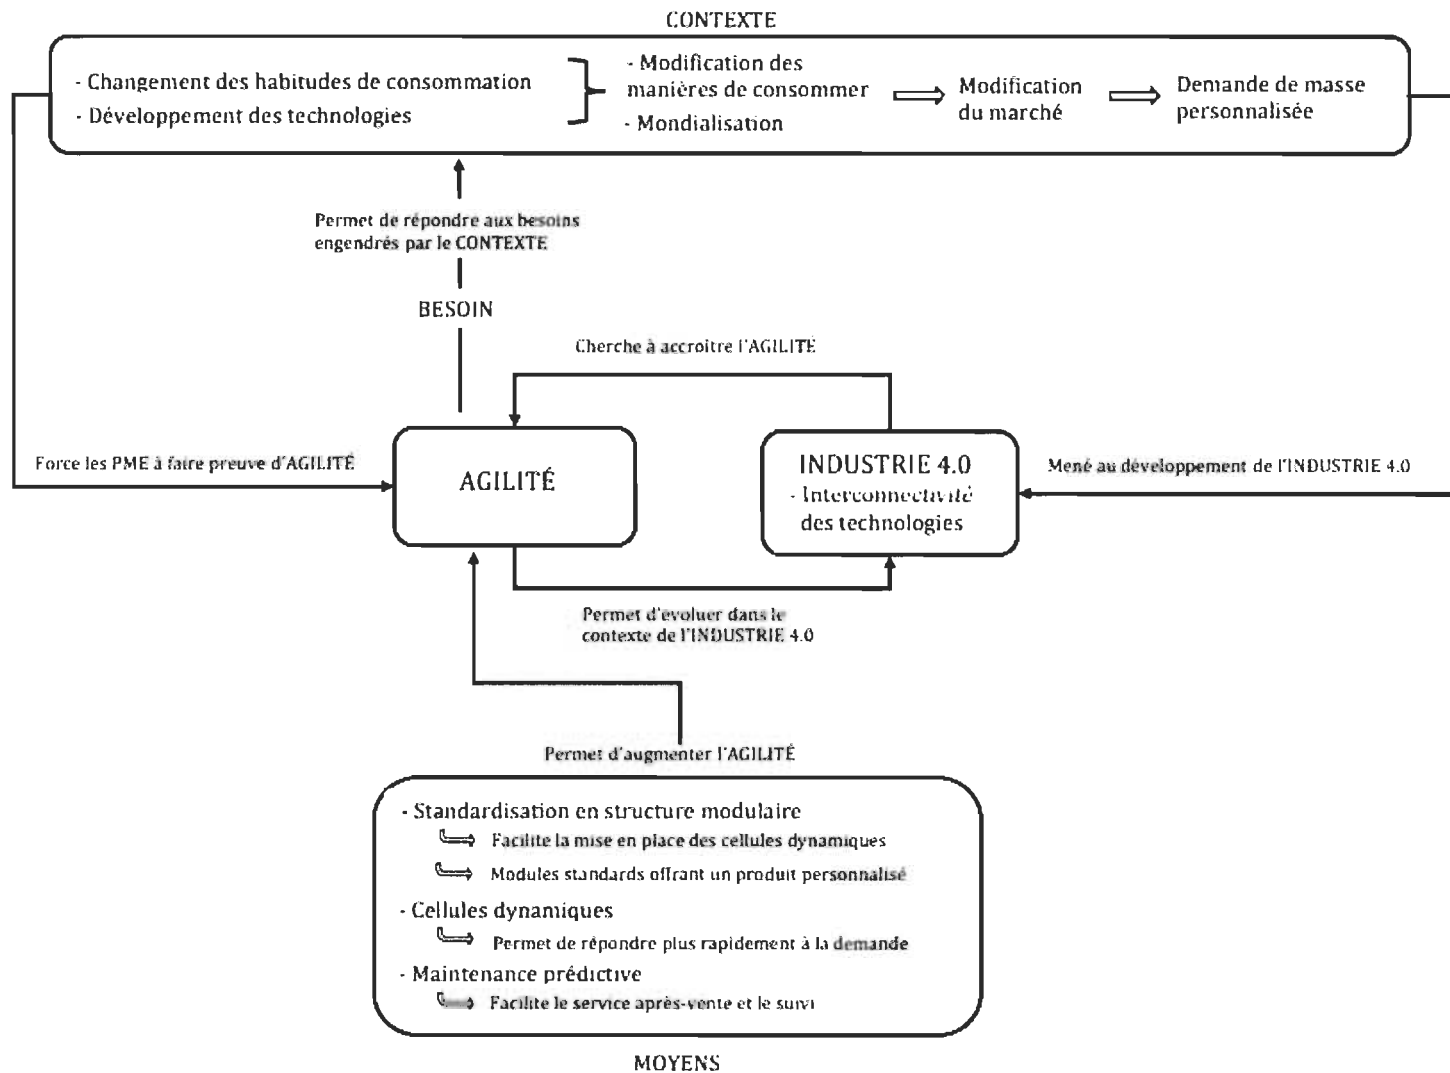 CONTEXTE
- Changement des habitudes de consommation
- Développement des technologies
- Modification des
manières de consommer
- Mondialisation
Modification
du marché
Demande de masse
personnalisée
Permet de répondre aux besoins
engendrés par le CONTEXTE
BESOIN
Cherche à accroitre l'AGILITÉ
Force les PME à faire preuve d'AGILITÉ
AGILITÉ
INDUSTRIE 4.0
- Interconnectivité
des technologies
Mené au développement de l'INDUSTRIE 4.0
Permet d'évoluer dans le
contexte de l'INDUSTRIE 4.0
Permet d'augmenter l'AGILITÉ
- Standardisation en structure modulaire
Facilite la mise en place des cellules dynamiques
Modules standards offrant un produit personnalisé
- Cellules dynamiques
Permet de répondre plus rapidement à la demande
- Maintenance prédictive
Facilite le service après-vente et le suivi
MOYENS